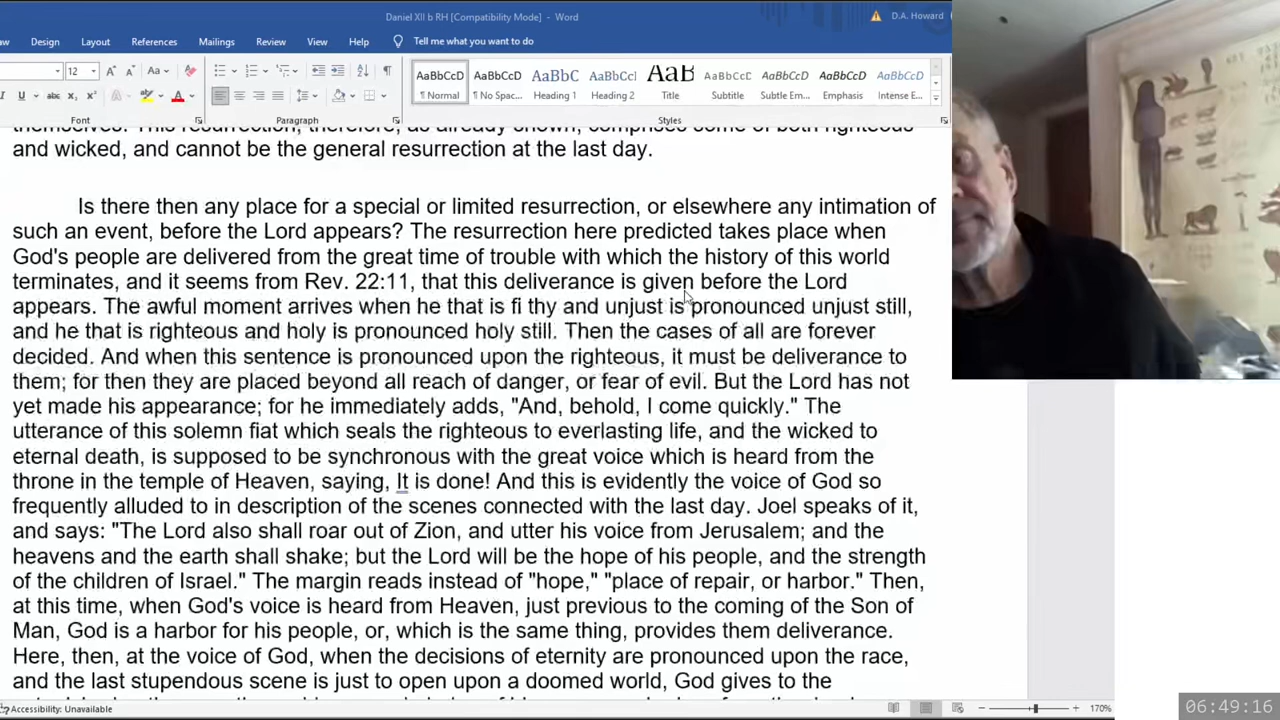 Daniel XII b RH [Compatibility Mode] - Word
D.A. Howard
Design Layout References Mailings Review View Help Tell me what you want to do
12 Aa
AaBbCcD AaBbCcD AaBbC AaBbCcI AaB AaBbCcD AaBbCcD AaBbCcD AaBbCcD
¶ Normal ¶ No Spac... Heading 1 Heading 2 Title Subtitle Subtle Em... Emphasis Intense E...
Font Paragraph Styles
themselves. This resurrection, therefore, as already shown, comprises some of both righteous
and wicked, and cannot be the general resurrection at the last day.
Is there then any place for a special or limited resurrection, or elsewhere any intimation of
such an event, before the Lord appears? The resurrection here predicted takes place when
God's people are delivered from the great time of trouble with which the history of this world
terminates, and it seems from Rev. 22:11, that this deliverance is given before the Lord
appears. The awful moment arrives when he that is fi thy and unjust is pronounced unjust still,
and he that is righteous and holy is pronounced holy still. Then the cases of all are forever
decided. And when this sentence is pronounced upon the righteous, it must be deliverance to
them; for then they are placed beyond all reach of danger, or fear of evil. But the Lord has not
yet made his appearance; for he immediately adds, "And, behold, I come quickly." The
utterance of this solemn fiat which seals the righteous to everlasting life, and the wicked to
eternal death, is supposed to be synchronous with the great voice which is heard from the
throne in the temple of Heaven, saying, It is done! And this is evidently the voice of God so
frequently alluded to in description of the scenes connected with the last day. Joel speaks of it,
and says: "The Lord also shall roar out of Zion, and utter his voice from Jerusalem; and the
heavens and the earth shall shake; but the Lord will be the hope of his people, and the strength
of the children of Israel." The margin reads instead of "hope," "place of repair, or harbor." Then,
at this time, when God's voice is heard from Heaven, just previous to the coming of the Son of
Man, God is a harbor for his people, or, which is the same thing, provides them deliverance.
Here, then, at the voice of God, when the decisions of eternity are pronounced upon the race,
and the last stupendous scene is just to open upon a doomed world, God gives to the
Accessibility: Unavailable
170%
06:49:16